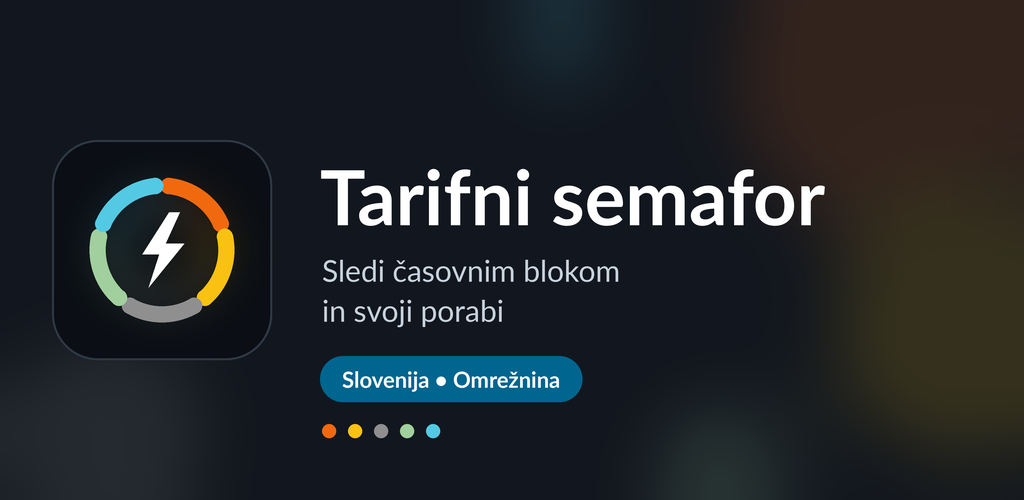 Tarifni semafor
Sledi časovnim blokom
in svoji porabi
Slovenija • Omrežnina